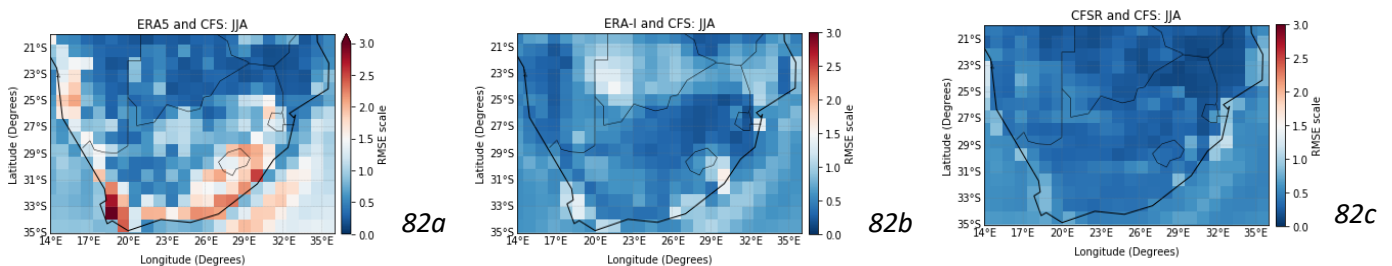 ERA5 and CFS: JJA
21°S
23°S
25°S
27°S
29°S
31°S
33°S
35°S
Latitude (Degrees)
14°E 17°E 20°E 23°E 26°E 29°E 32°E 35°E
Longitude (Degrees)
3.0
2.5
2.0
1.5
1.0
0.5
0.0
RMSE scale
82a
ERA-I and CFS: JJA
21°S
23°S
25°S
27°S
29°S
31°S
33°S
35°S
Latitude (Degrees)
14°E 17°E 20°E 23°E 26°E 29°E 32°E 35°E
Longitude (Degrees)
3.0
2.5
2.0
1.5
1.0
0.5
0.0
RMSE scale
82b
CFSR and CFS: JJA
21°S
23°S
25°S
27°S
29°S
31°S
33°S
35°S
Latitude (Degrees)
14°E 17°E 20°E 23°E 26°E 29°E 32°E 35°E
Longitude (Degrees)
3.0
2.5
2.0
1.5
1.0
0.5
0.0
RMSE scale
82c